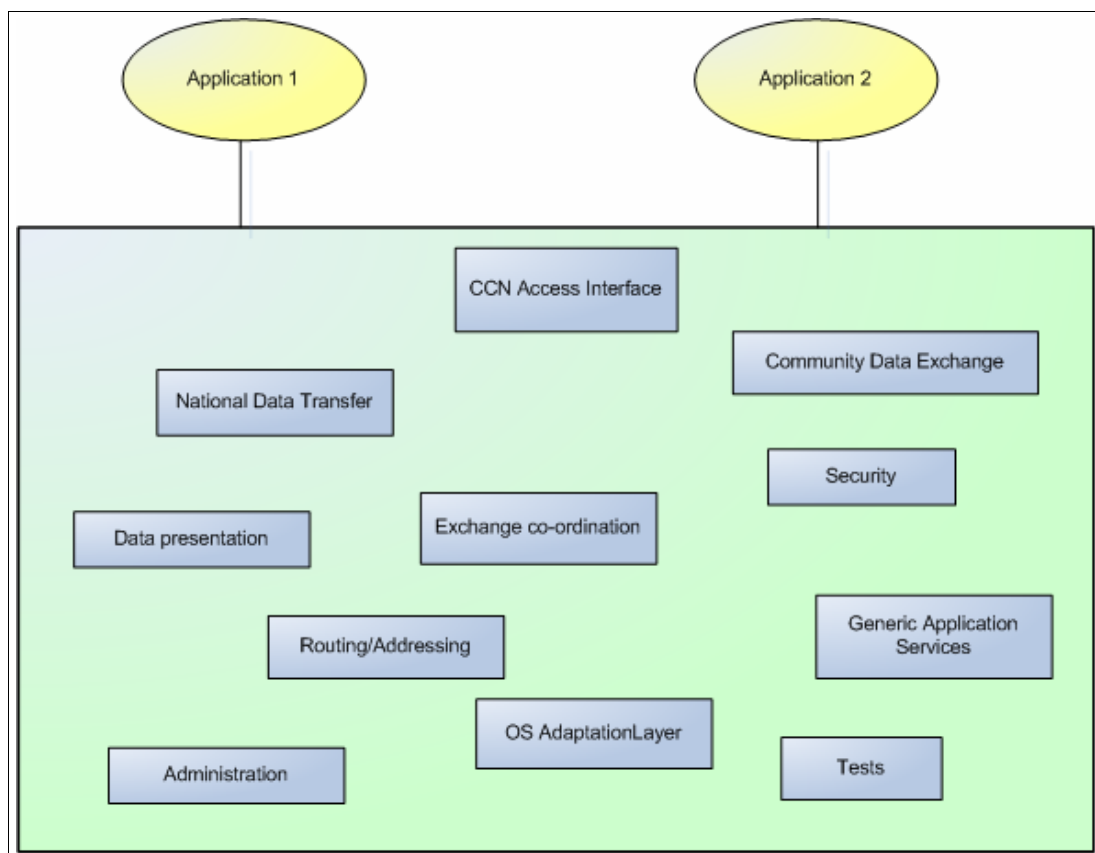 Application 1
Application 2
CCN Access Interface
Community Data Exchange
National Data Transfer
Security
Exchange co-ordination
Data presentation
Generic Application
Services
Routing/Addressing
OS AdaptationLayer
Tests
Administration